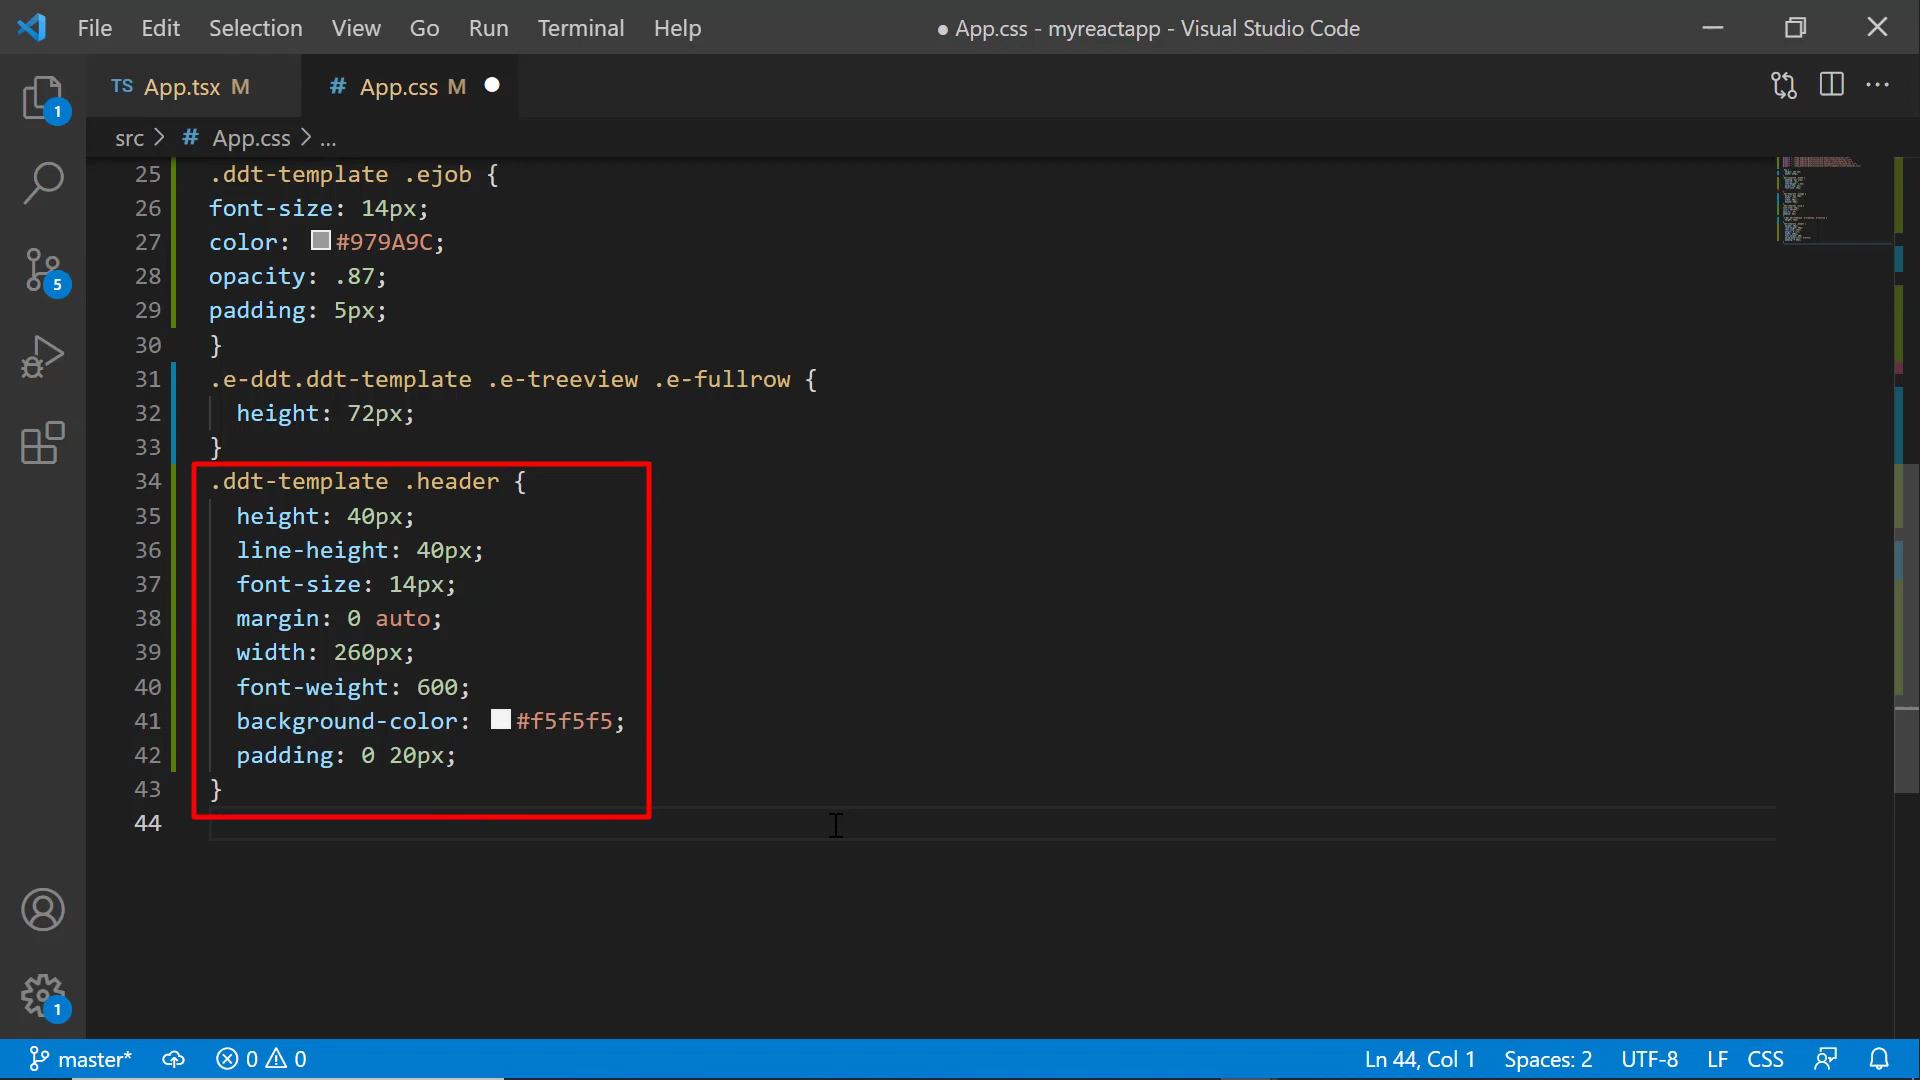 File Edit Selection View Go Run Terminal Help
● App.css - myreactapp - Visual Studio Code
TS App.tsx M
# App.css M
src > # App.css > ...
25 .ddt-template .ejob {
26 font-size: 14px;
27 color: #979A9C;
28 opacity: .87;
29 padding: 5px;
30 }
31 .e-ddt.ddt-template .e-treeview .e-fullrow {
32 height: 72px;
33 }
34 .ddt-template .header {
35 height: 40px;
36 line-height: 40px;
37 font-size: 14px;
38 margin: 0 auto;
39 width: 260px;
40 font-weight: 600;
41 background-color: #f5f5f5;
42 padding: 0 20px;
43 }
44
1
5
1
master* 0 0 Ln 44, Col 1 Spaces: 2 UTF-8 LF CSS